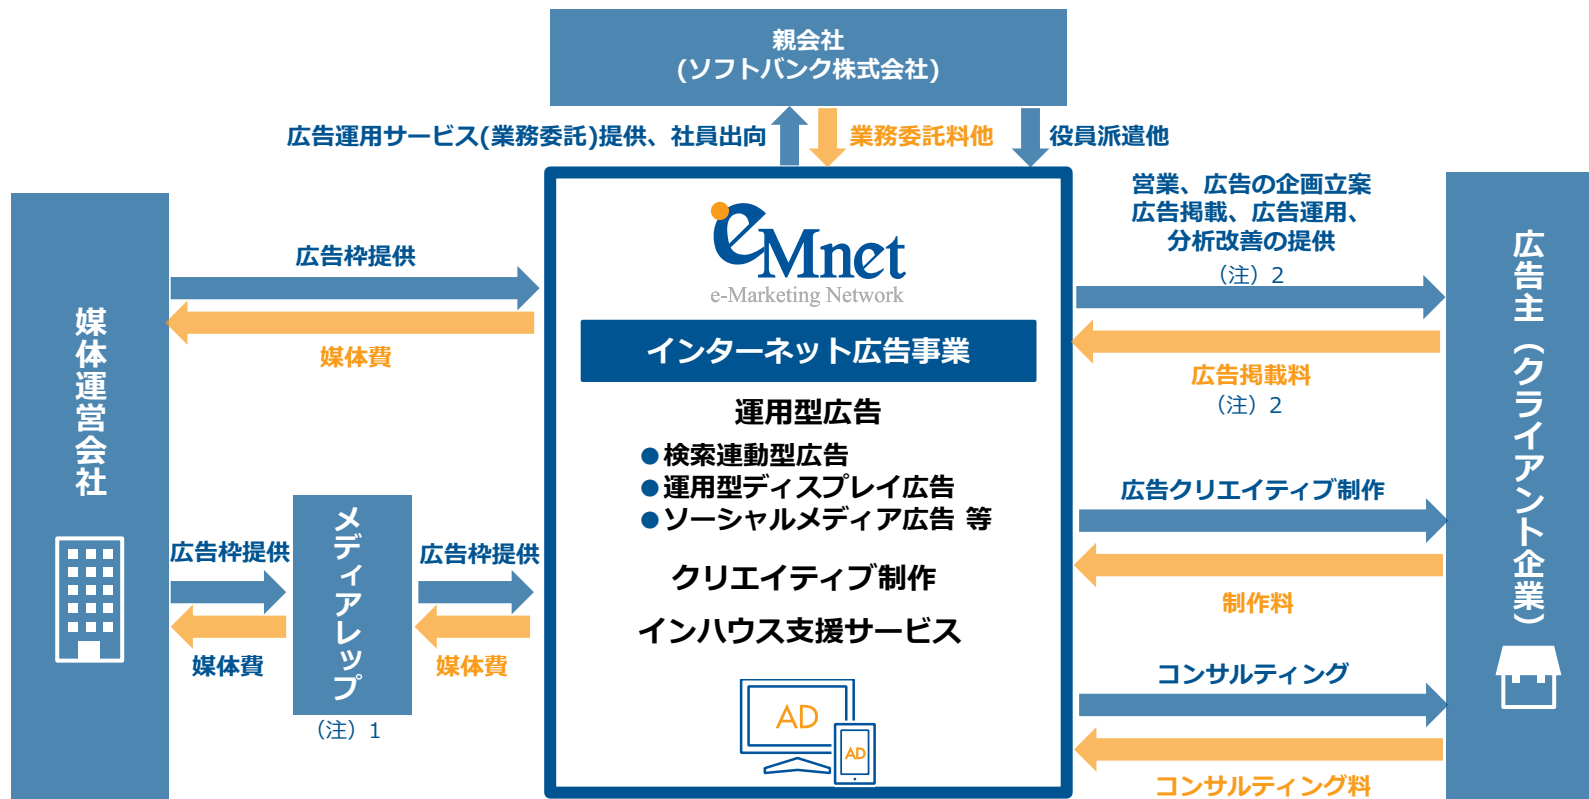 親会社
(ソフトバンク株式会社)
広告運用サービス(業務委託)提供、社員出向
業務委託料他
役員派遣他
媒体運営会社
広告枠提供
媒体費
広告枠提供
媒体費
メディアレップ
（注）1
広告枠提供
媒体費
eMnet
e-Marketing Network
インターネット広告事業
運用型広告
●検索連動型広告
●運用型ディスプレイ広告
●ソーシャルメディア広告 等
クリエイティブ制作
インハウス支援サービス
AD
AD
営業、広告の企画立案
広告掲載、広告運用、
分析改善の提供
（注）2
広告掲載料
（注）2
広告クリエイティブ制作
制作料
コンサルティング
コンサルティング料
広告主（クライアント企業）